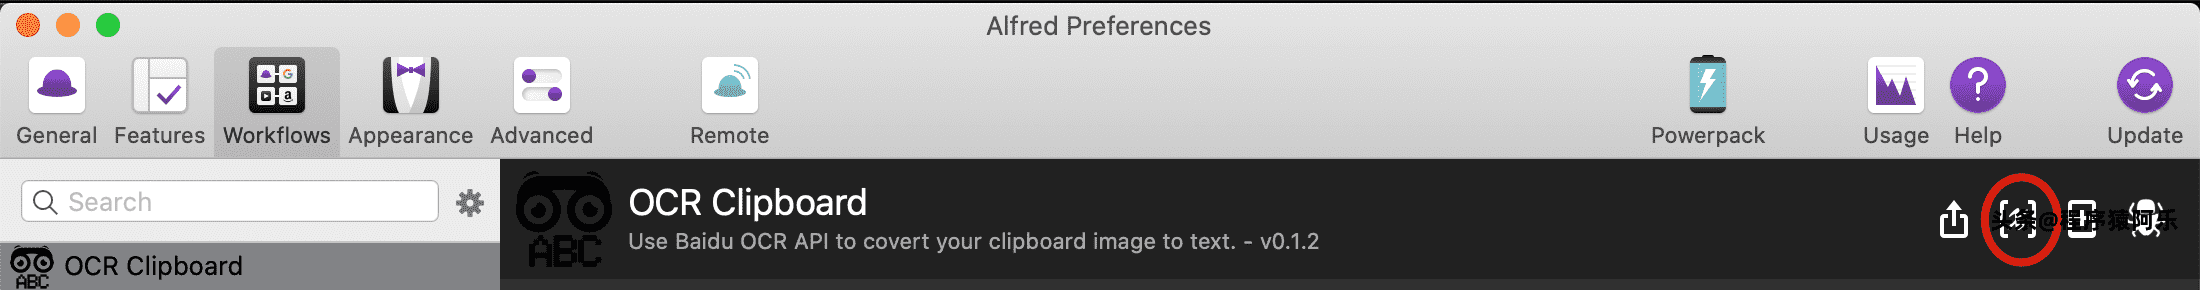 Alfred Preferences
General Features Workflows Appearance Advanced Remote Powerpack Usage Help Update
Search
OCR Clipboard
Use Baidu OCR API to covert your clipboard image to text. - v0.1.2
头条@程序猿阿乐
ABC
OCR Clipboard
ABC